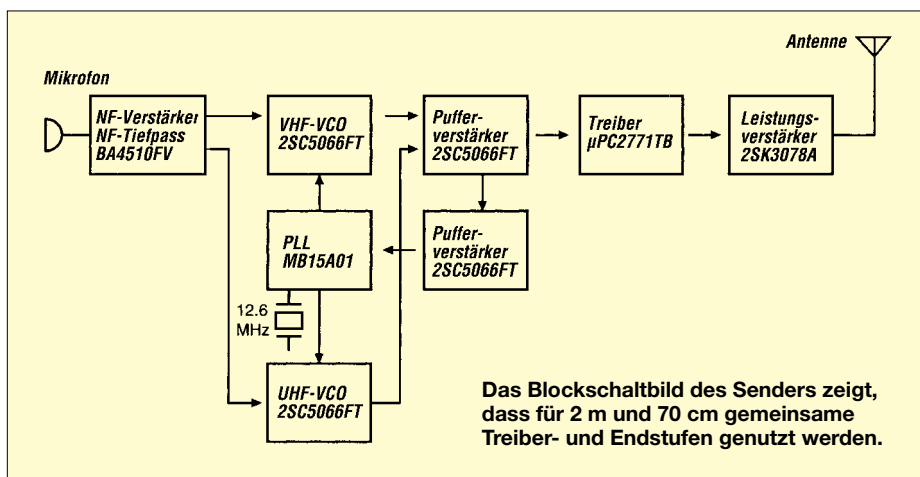 Antenne
Mikrofon
NF-Verstärker
NF-Tiefpass
BA4510FV
VHF-VCO
2SC5066FT
Puffer-
verstärker
2SC5066FT
Treiber
µPC2771TB
Leistungs-
verstärker
2SK3078A
PLL
MB15A01
Puffer-
verstärker
2SC5066FT
12.6
MHz
UHF-VCO
2SC5066FT
Das Blockschaltbild des Senders zeigt,
dass für 2 m und 70 cm gemeinsame
Treiber- und Endstufen genutzt werden.